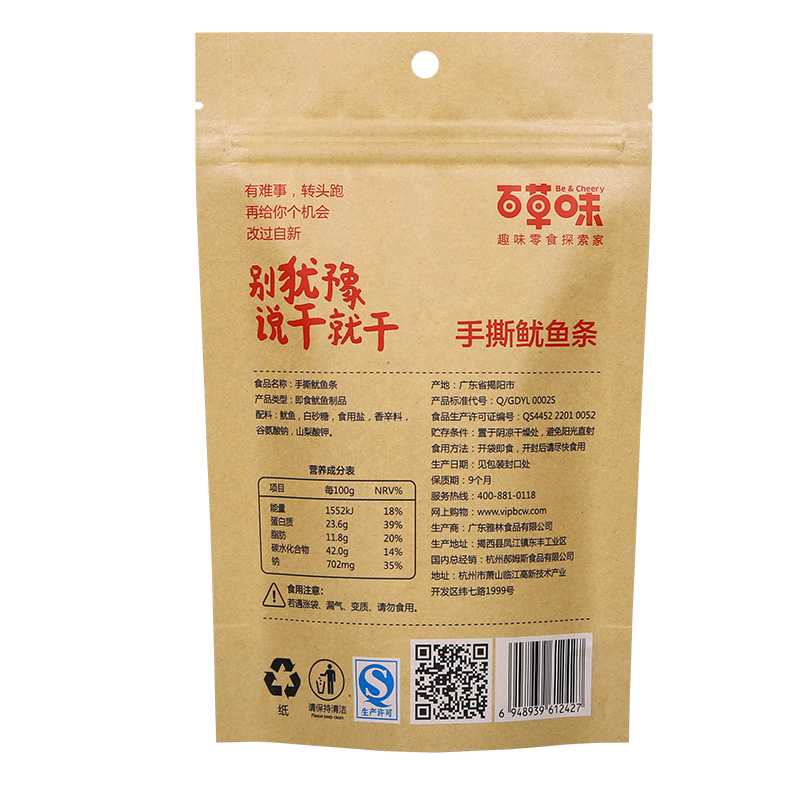 有难事，转头跑
再给你个机会
改过自新
别犹豫
说干就干
Be & Cheery
百草味
趣味零食探索家
手撕鱿鱼条
食品名称：手撕鱿鱼条
产品类型：即食鱿鱼制品
配料：鱿鱼，白砂糖，食用盐，香辛料，
谷氨酸钠，山梨酸钾。
营养成分表
项目 每100g NRV%
能量 1552kJ 18%
蛋白质 23.6g 39%
脂肪 11.8g 20%
碳水化合物 42.0g 14%
钠 702mg 35%
食用注意：
若遇涨袋、漏气、变质、请勿食用。
产地：广东省揭阳市
产品标准代号：Q/GDYL 0002S
食品生产许可证编号：QS4452 2201 0052
贮存条件：置于阴凉干燥处，避免阳光直射
食用方法：开袋即食，开封后请尽快食用
生产日期：见包装封口处
保质期：9个月
服务热线：400-881-0118
网上购物：www.vipbcw.com
生产商：广东雅林食品有限公司
生产地址：揭西县凤江镇东丰工业区
国内总经销：杭州郝姆斯食品有限公司
地址：杭州市萧山临江高新技术产业
开发区纬七路1999号
纸
请保持清洁
Please keep clean
生产许可
6 948939 612427